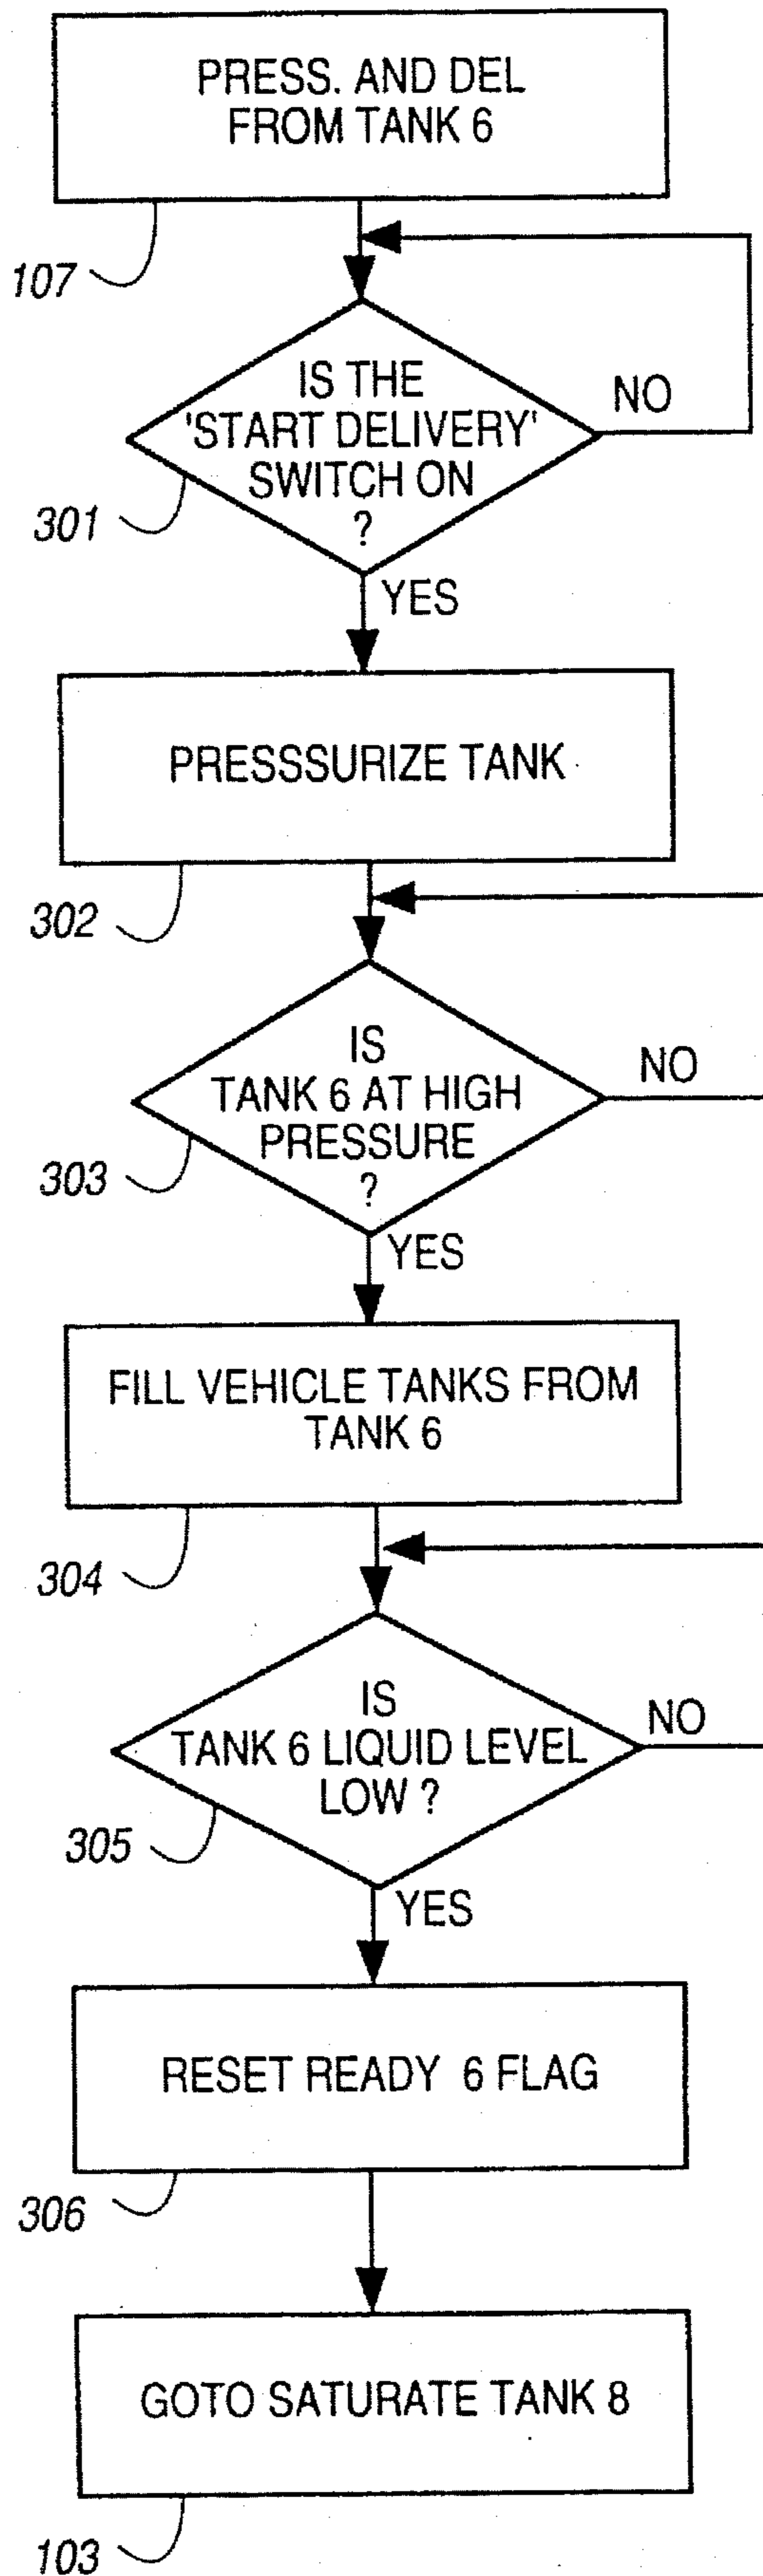 PRESS. AND DEL
FROM TANK 6
107
IS THE
'START DELIVERY'
SWITCH ON
?
NO
301
YES
PRESSSURIZE TANK
302
IS
TANK 6 AT HIGH
PRESSURE
?
NO
303
YES
FILL VEHICLE TANKS FROM
TANK 6
304
IS
TANK 6 LIQUID LEVEL
LOW ?
NO
305
YES
RESET READY 6 FLAG
306
GOTO SATURATE TANK 8
103